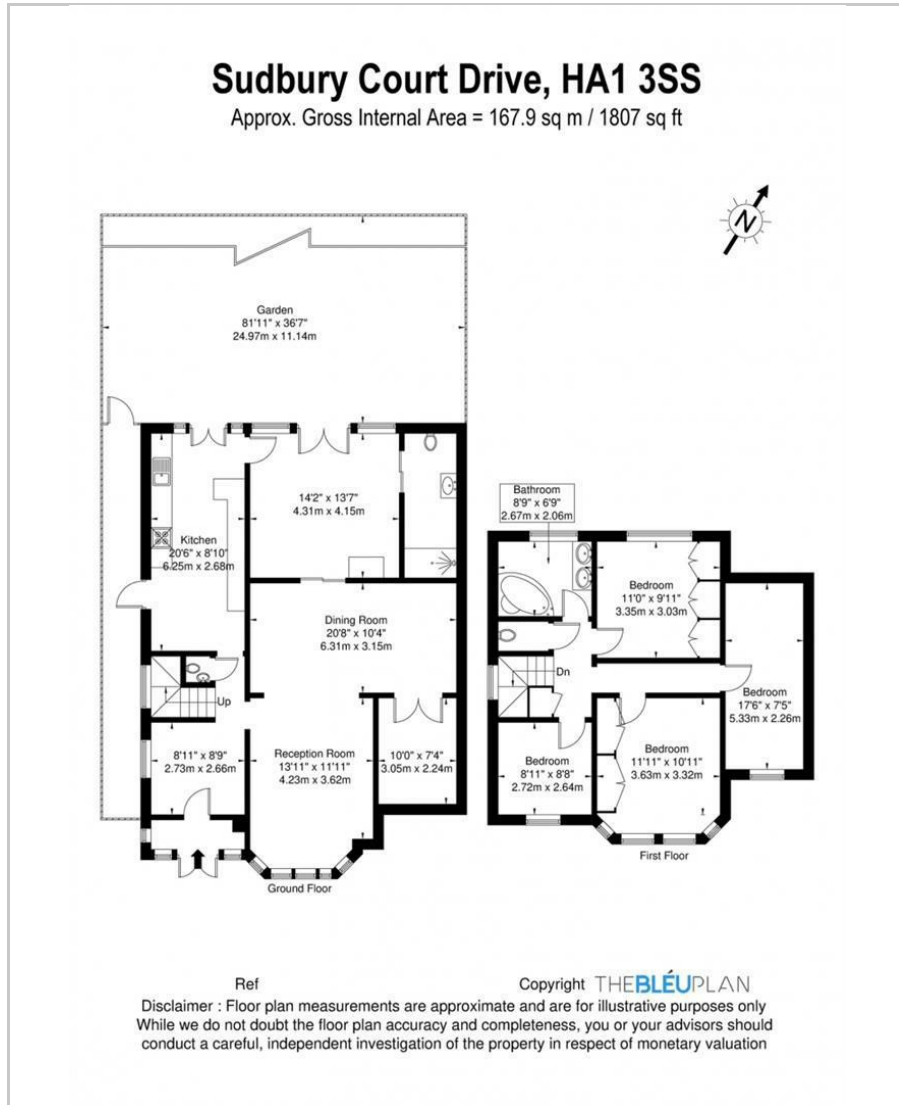 Sudbury Court Drive, HA1 3SS
Approx. Gross Internal Area = 167.9 sq m / 1807 sq ft
N
Garden
81'11" x 36'7"
24.97m x 11.14m
14'2" x 13'7"
4.31m x 4.15m
Kitchen
20'6" x 8'10"
6.25m x 2.68m
Dining Room
20'8" x 10'4"
6.31m x 3.15m
Up
8'11" x 8'9"
2.73m x 2.66m
Reception Room
13'11" x 11'11"
4.23m x 3.62m
10'0" x 7'4"
3.05m x 2.24m
Ground Floor
Bathroom
8'9" x 6'9"
2.67m x 2.06m
Bedroom
11'0" x 9'11"
3.35m x 3.03m
Dn
Bedroom
17'6" x 7'5"
5.33m x 2.26m
Bedroom
8'11" x 8'8"
2.72m x 2.64m
Bedroom
11'11" x 10'11"
3.63m x 3.32m
First Floor
Ref
Copyright THEBLÉUPLAN
Disclaimer : Floor plan measurements are approximate and are for illustrative purposes only
While we do not doubt the floor plan accuracy and completeness, you or your advisors should
conduct a careful, independent investigation of the property in respect of monetary valuation